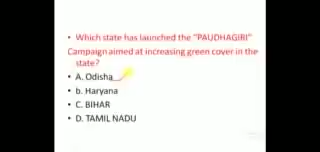 • Which state has launched the "PAUDHAGIRI"
Campaign aimed at increasing green cover in the
state?
• A. Odisha
• b. Haryana
• C. BIHAR
• D. TAMIL NADU